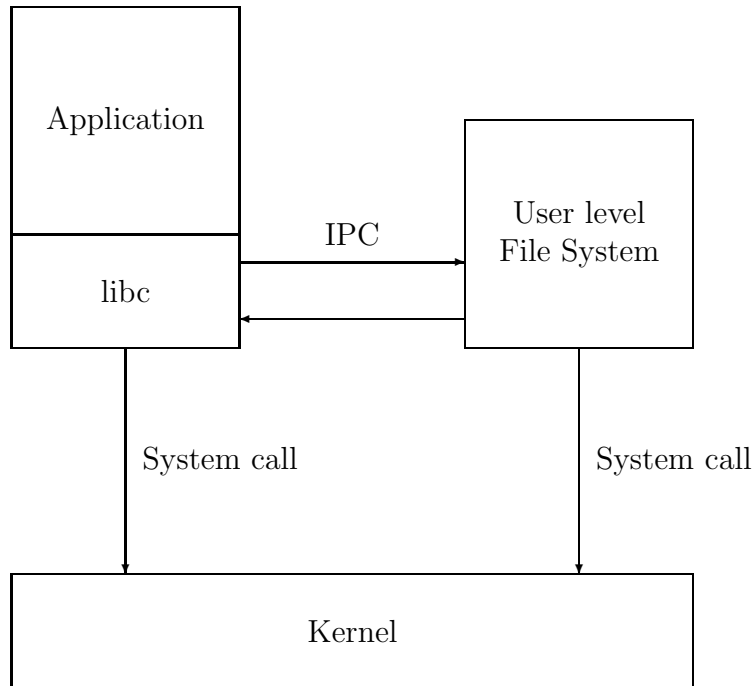 Application
User level
File System
IPC
libc
System call
System call
Kernel